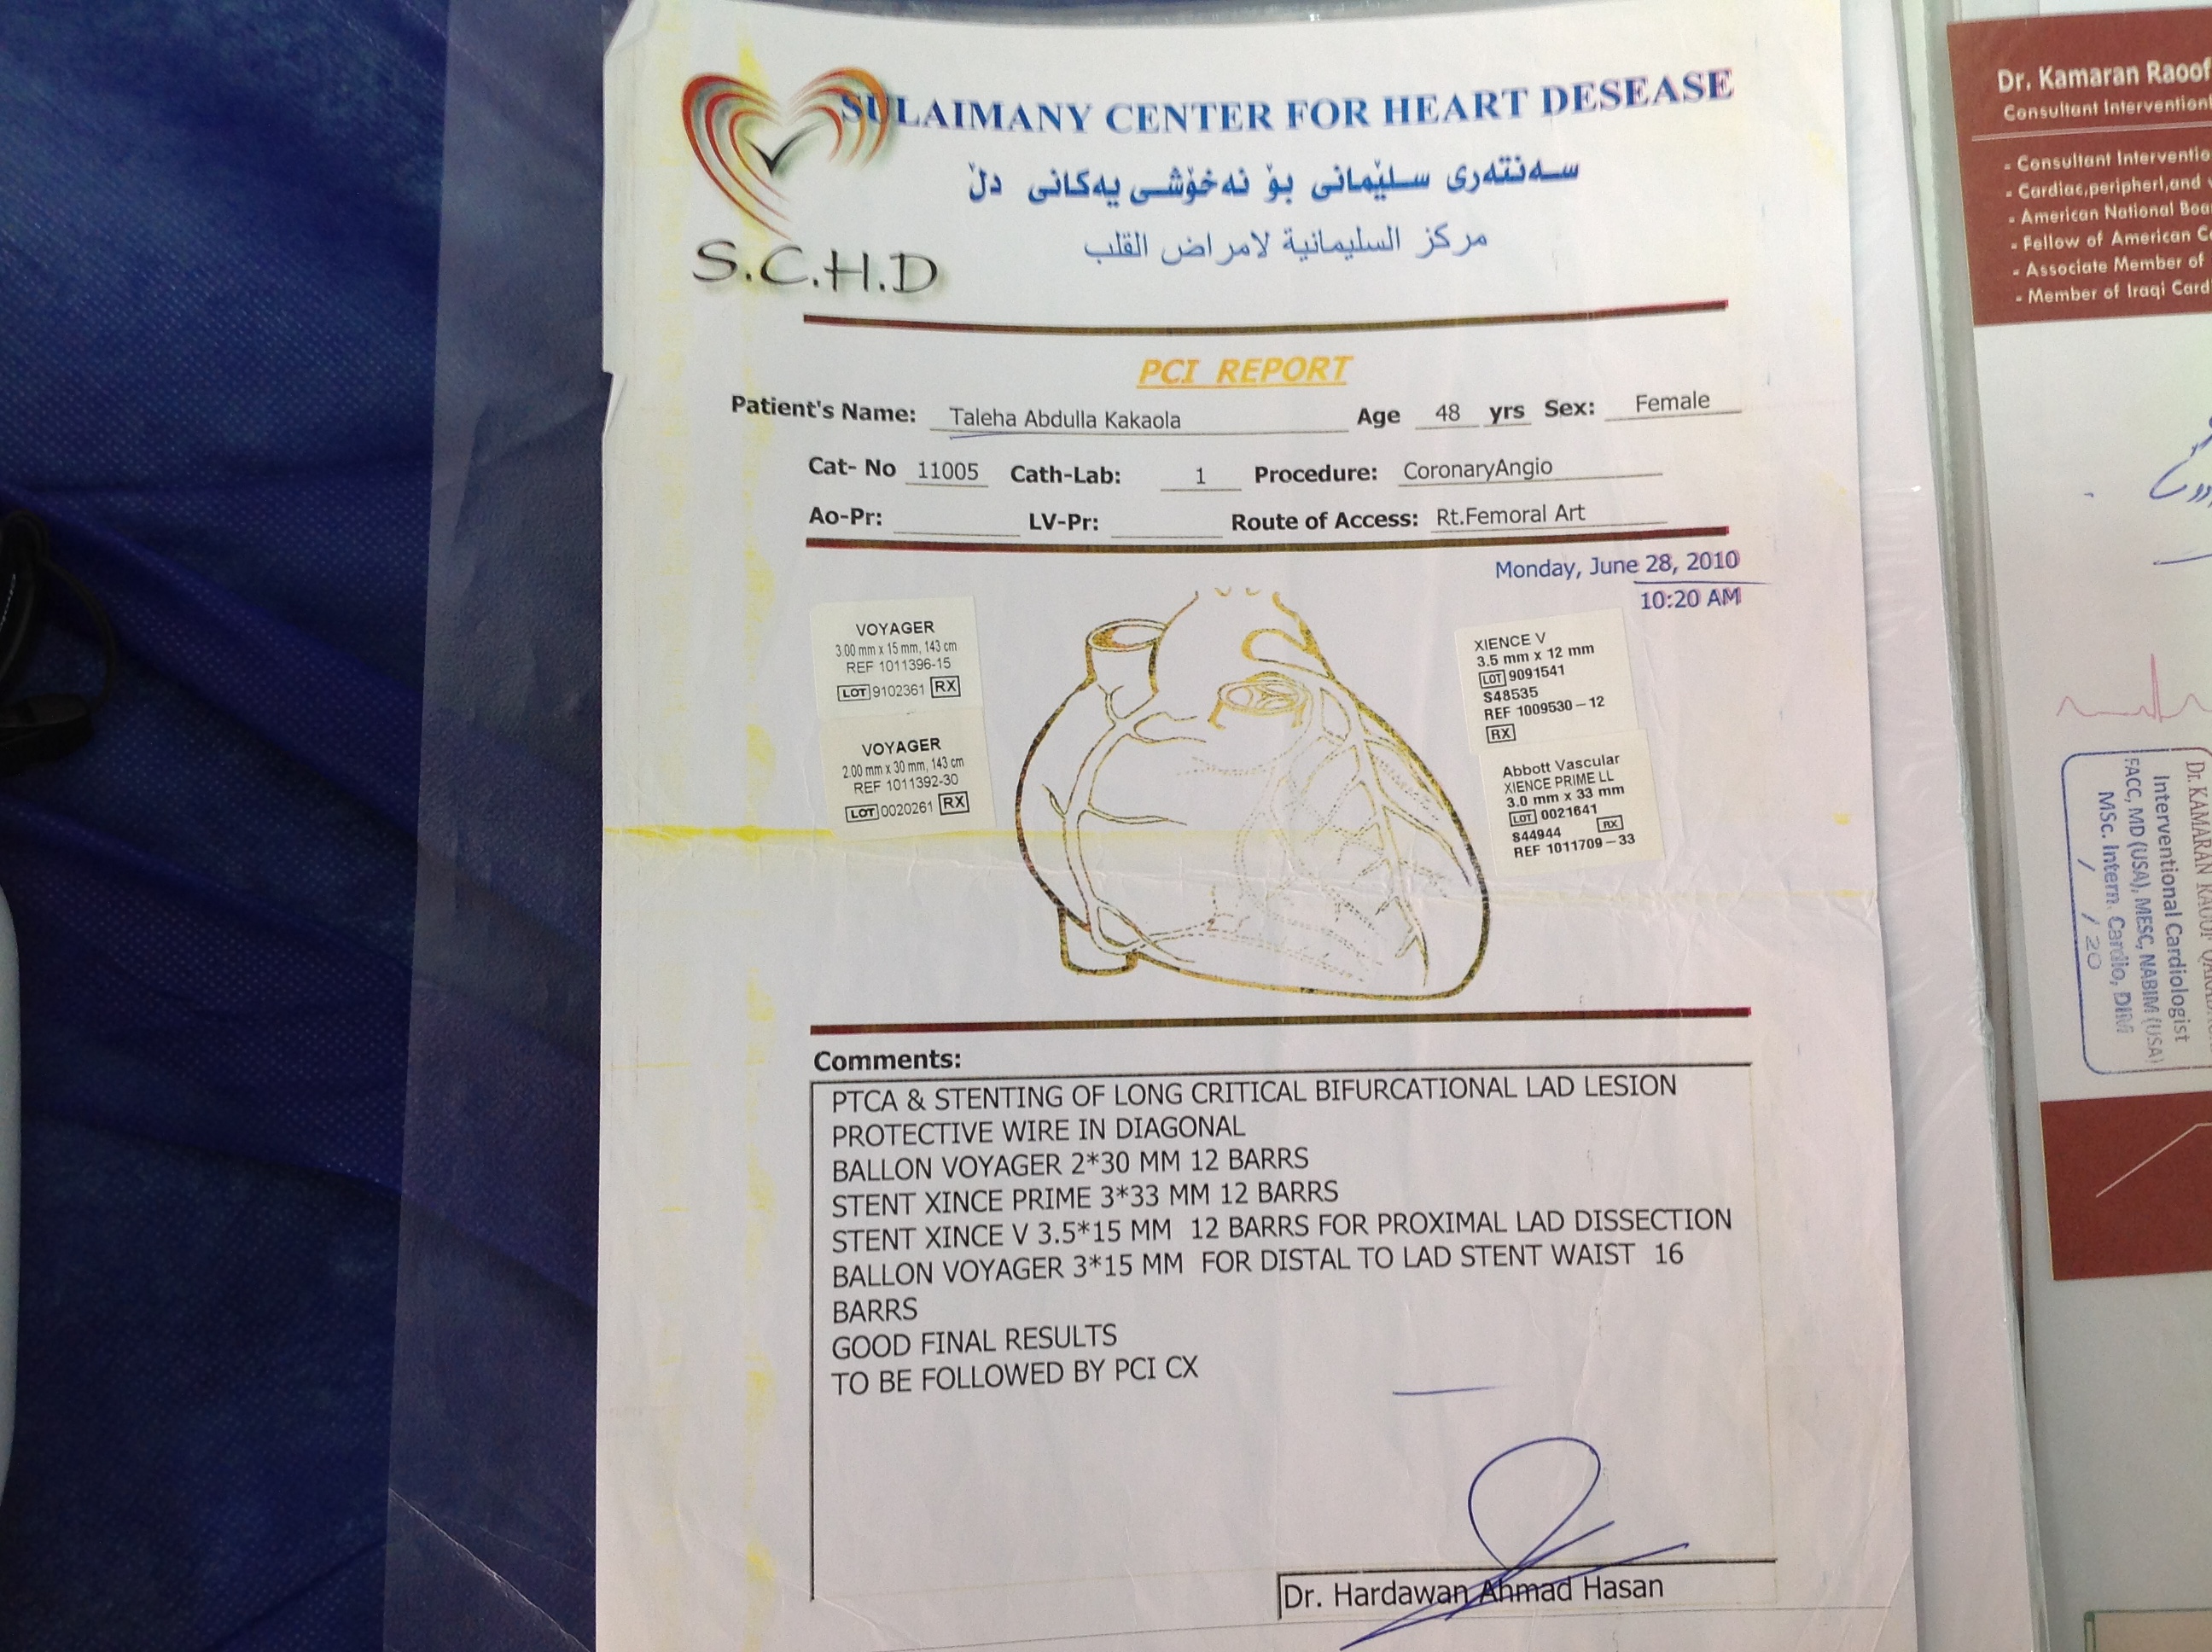 SULAIMANY CENTER FOR HEART DESEASE
سەنتەری سلێمانی بۆ نەخۆشی یەکانی دڵ
مركز السليمانية لامراض القلب
S.C.H.D
PCI REPORT
Patient's Name: Taleha Abdulla Kakaola Age 48 yrs Sex: Female
Cat- No 11005 Cath-Lab: 1 Procedure: CoronaryAngio
Ao-Pr: LV-Pr: Route of Access: Rt.Femoral Art
Monday, June 28, 2010
10:20 AM
VOYAGER
3.00 mm x 15 mm, 143 cm
REF 1011396-15
LOT 9102361 RX
VOYAGER
2.00 mm x 30 mm, 143 cm
REF 1011392-30
LOT 0020261 RX
XIENCE V
3.5 mm x 12 mm
LOT 9091541
S48535
REF 1009530-12
RX
Abbott Vascular
XIENCE PRIME LL
3.0 mm x 33 mm
LOT 0021641
S44944 RX
REF 1011709-33
Comments:
PTCA & STENTING OF LONG CRITICAL BIFURCATIONAL LAD LESION
PROTECTIVE WIRE IN DIAGONAL
BALLON VOYAGER 2*30 MM 12 BARRS
STENT XINCE PRIME 3*33 MM 12 BARRS
STENT XINCE V 3.5*15 MM 12 BARRS FOR PROXIMAL LAD DISSECTION
BALLON VOYAGER 3*15 MM FOR DISTAL TO LAD STENT WAIST 16
BARRS
GOOD FINAL RESULTS
TO BE FOLLOWED BY PCI CX
Dr. Hardawan Ahmad Hasan
Dr. Kamaran Raoof
Consultant Intervention
- Consultant Interventio
- Cardiac,peripherl,and
- American National Boa
- Fellow of American C
- Associate Member of
- Member of Iraqi Card
Dr. KAMARAN RAOUF
Interventional Cardiologist
FACC, MD (USA), MESC, NABIM (USA)
MSc. Intern. Cardio, DIM
/ / 20